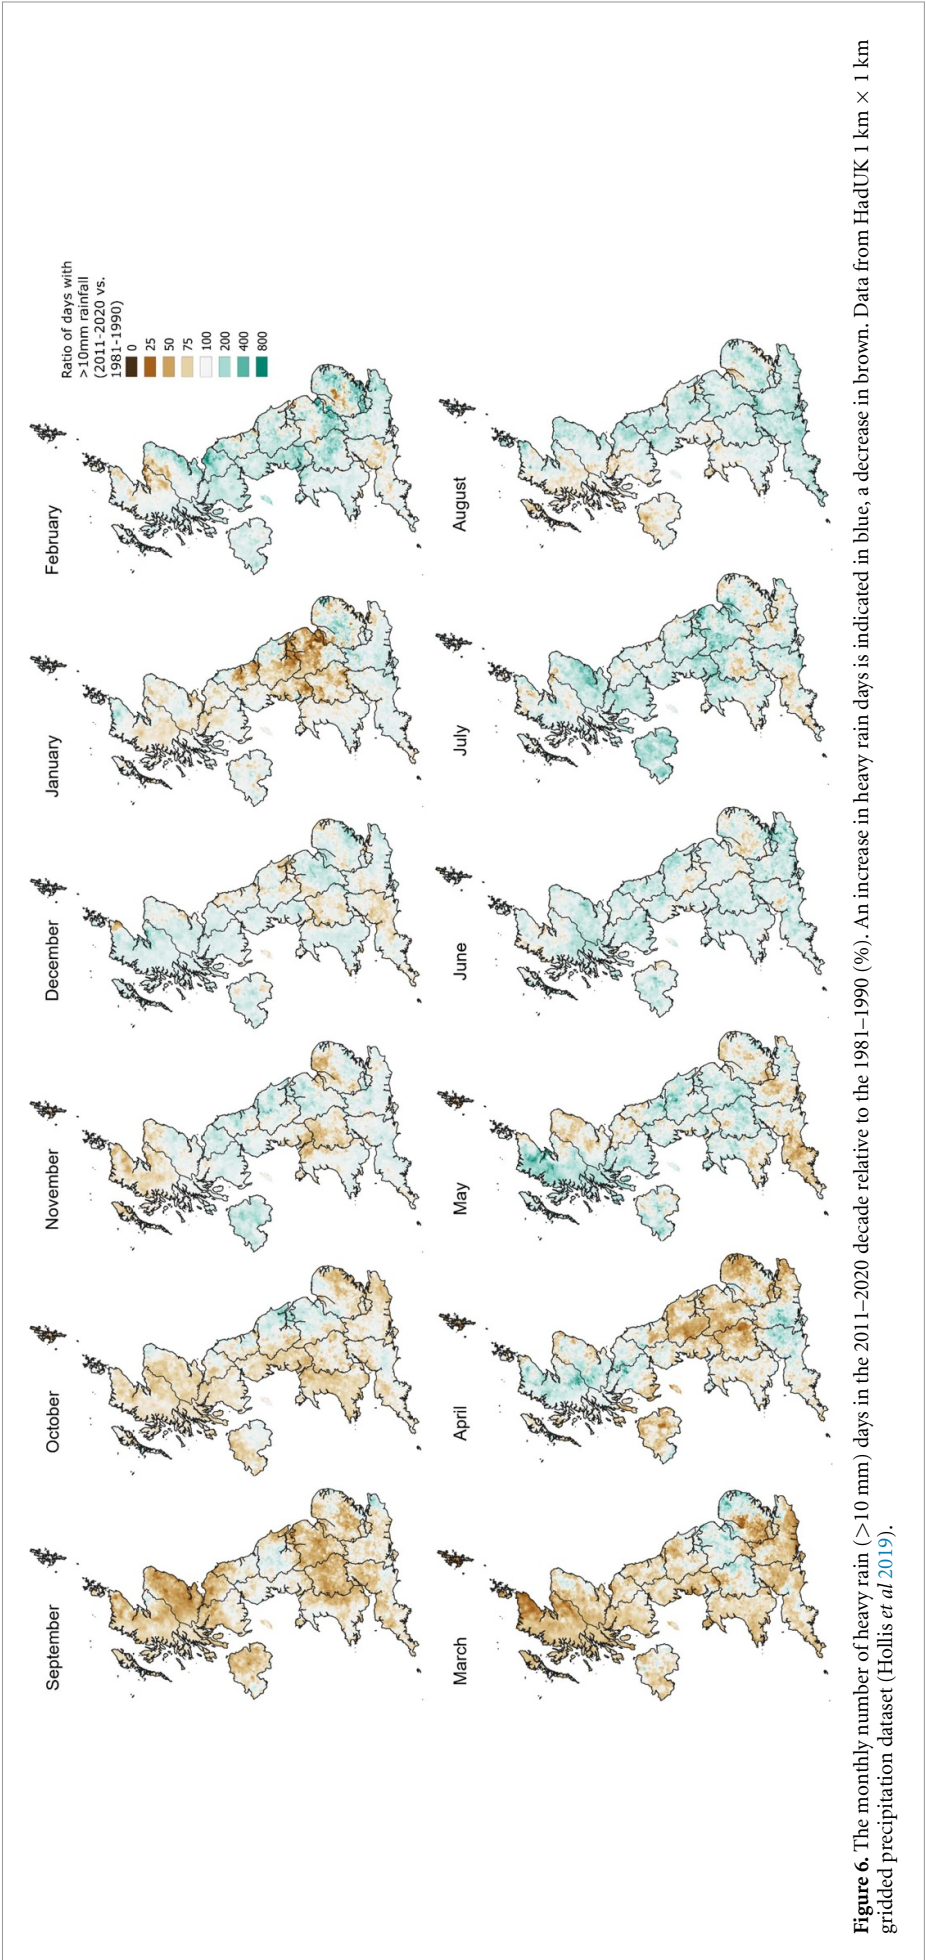 September
October
November
December
January
February
Ratio of days with
>10mm rainfall
(2011-2020 vs.
1981-1990)
0
25
50
75
100
200
400
800
March
April
May
June
July
August
Figure 6. The monthly number of heavy rain (>10 mm) days in the 2011–2020 decade relative to the 1981–1990 (%). An increase in heavy rain days is indicated in blue, a decrease in brown. Data from HadUK 1 km × 1 km
gridded precipitation dataset (Hollis et al 2019).